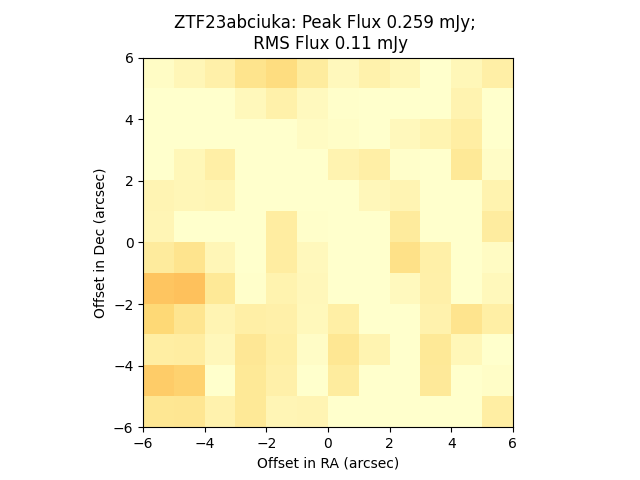 ZTF23abciuka: Peak Flux 0.259 mJy;
RMS Flux 0.11 mJy
6
4
2
0
−2
−4
−6
Offset in Dec (arcsec)
−6 −4 −2 0 2 4 6
Offset in RA (arcsec)